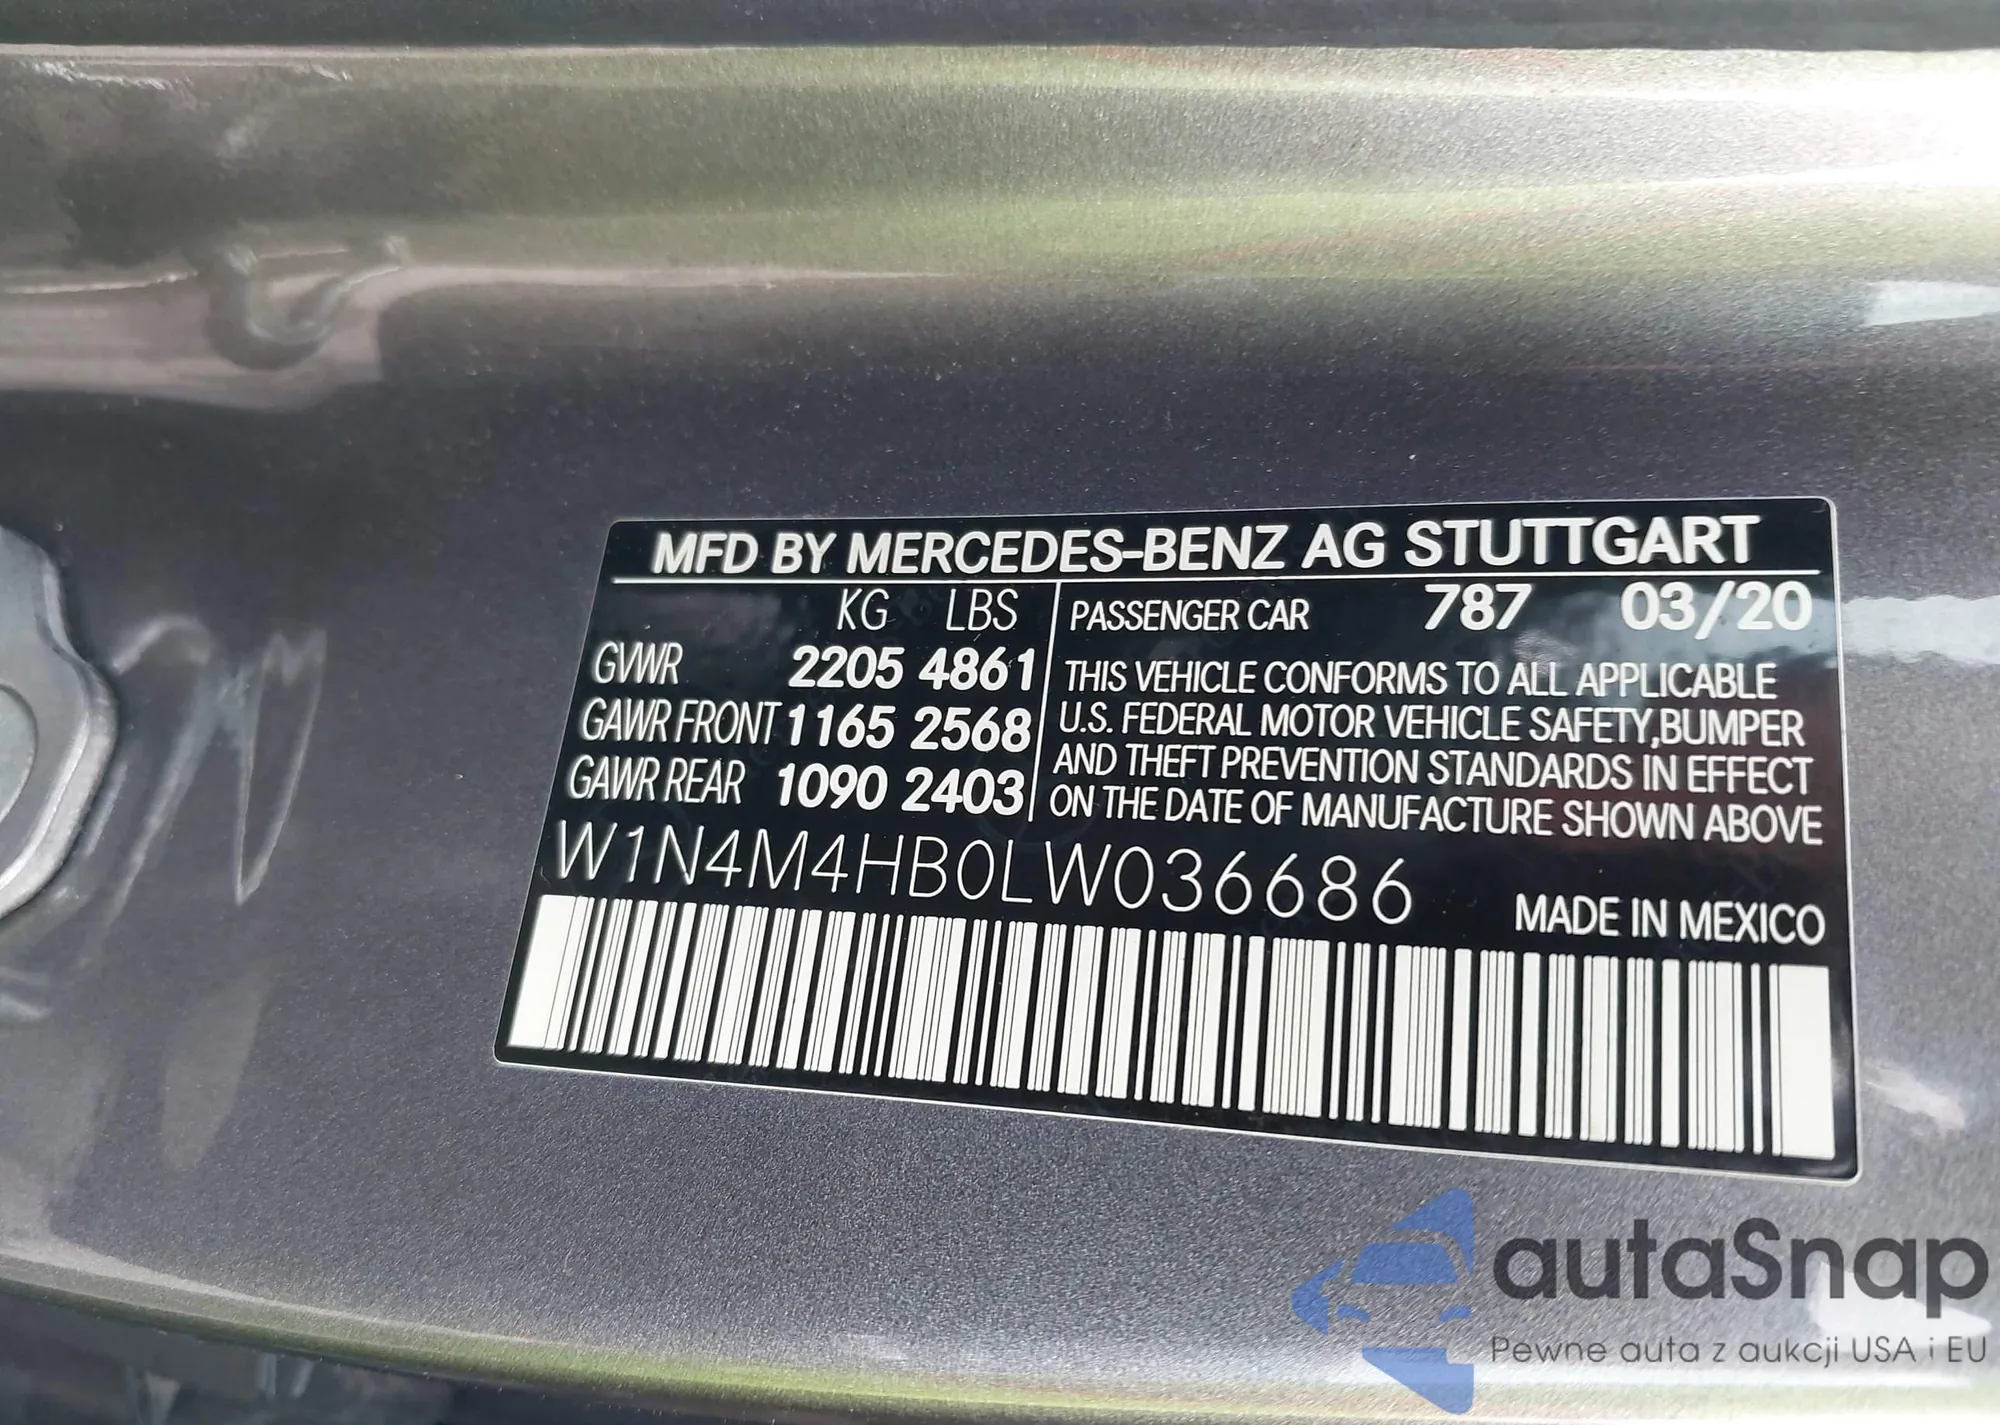 MFD BY MERCEDES-BENZ AG STUTTGART
KG LBS
GVWR 2205 4861
GAWR FRONT 1165 2568
GAWR REAR 1090 2403
PASSENGER CAR 787 03/20
THIS VEHICLE CONFORMS TO ALL APPLICABLE
U.S. FEDERAL MOTOR VEHICLE SAFETY,BUMPER
AND THEFT PREVENTION STANDARDS IN EFFECT
ON THE DATE OF MANUFACTURE SHOWN ABOVE
W1N4M4HB0LW036686
MADE IN MEXICO
autaSnap
Pewne auta z aukcji USA i EU